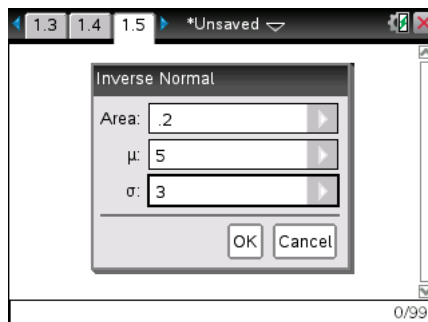 1.3 1.4 1.5 *Unsaved
Inverse Normal
Area: .2
μ: 5
σ: 3
OK Cancel
0/99